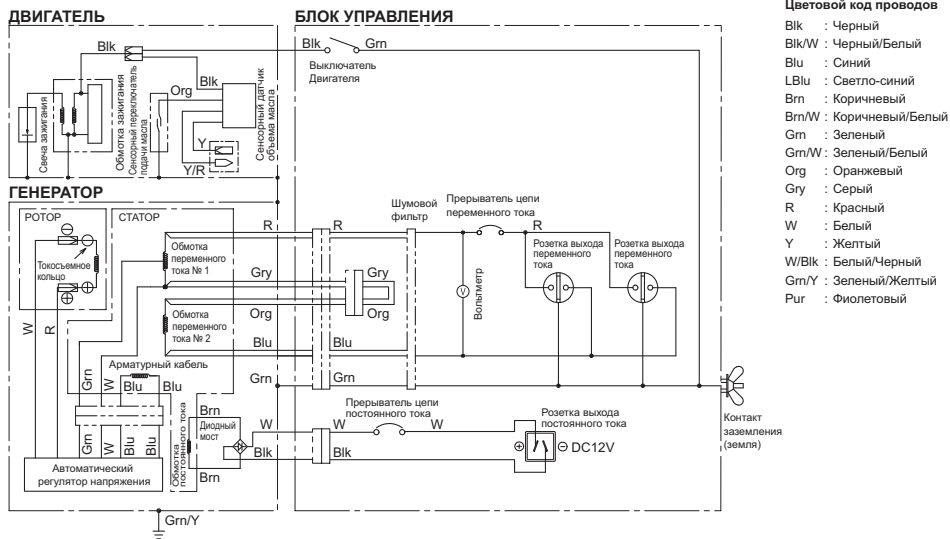 ДВИГАТЕЛЬ
Blk
Blk
Org
Y
Y/R
Свеча зажигания
Обмотка зажигания
Сенсорный переключатель
подачи масла
Сенсорный датчик
объема масла
БЛОК УПРАВЛЕНИЯ
Blk
Grn
Выключатель
Двигателя
ГЕНЕРАТОР
РОТОР
Токосъемное
кольцо
СТАТОР
Обмотка
переменного
тока № 1
Обмотка
переменного
тока № 2
R
Gry
Org
Blu
Grn
W
R
Арматурный кабель
Grn
W
Blu
Blu
Grn
W
Blu
Blu
Автоматический
регулятор напряжения
Обмотка
постоянного тока
Brn
Диодный
мост
Brn
W
Blk
Grn/Y
R
Шумовой
фильтр
Gry
Org
Blu
Grn
Прерыватель цепи
переменного тока
R
V
Вольтметр
Розетка выхода
переменного
тока
Розетка выхода
переменного
тока
Прерыватель цепи
постоянного тока
W
W
Blk
Розетка выхода
постоянного тока
DC12V
Контакт
заземления
(земля)
Цветовой код проводов
Blk : Черный
Blk/W : Черный/Белый
Blu : Синий
LBlu : Светло-синий
Brn : Коричневый
Brn/W : Коричневый/Белый
Grn : Зеленый
Grn/W : Зеленый/Белый
Org : Оранжевый
Gry : Серый
R : Красный
W : Белый
Y : Желтый
W/Blk : Белый/Черный
Grn/Y : Зеленый/Желтый
Pur : Фиолетовый